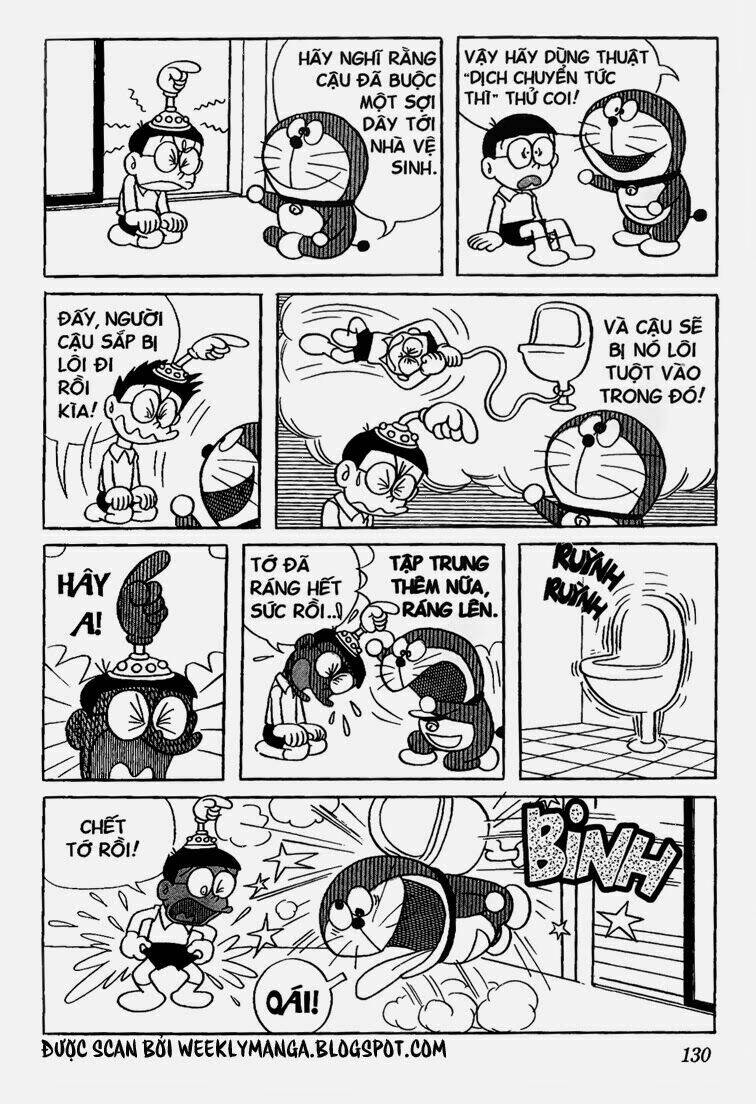 HÃY NGHĨ RẰNG
CẬU ĐÃ BUỘC
MỘT SỢI
DÂY TỚI
NHÀ VỆ
SINH.
VẬY HÃY DÙNG THUẬT
"DỊCH CHUYỂN TỨC
THÌ" THỬ COI!
ĐẤY, NGƯỜI
CẬU SẮP BỊ
LÔI ĐI
RỒI
KÌA!
VÀ CẬU SẼ
BỊ NÓ LÔI
TUỘT VÀO
TRONG ĐÓ!
HÂY
A!
TỚ ĐÃ
RÁNG HẾT
SỨC RỒI...!
TẬP TRUNG
THÊM NỮA,
RÁNG LÊN.
RUỲNH
RUỲNH
CHẾT
TỚ RỒI!
BINH
OÁI!
ĐƯỢC SCAN BỞI WEEKLYMANGA.BLOGSPOT.COM
130